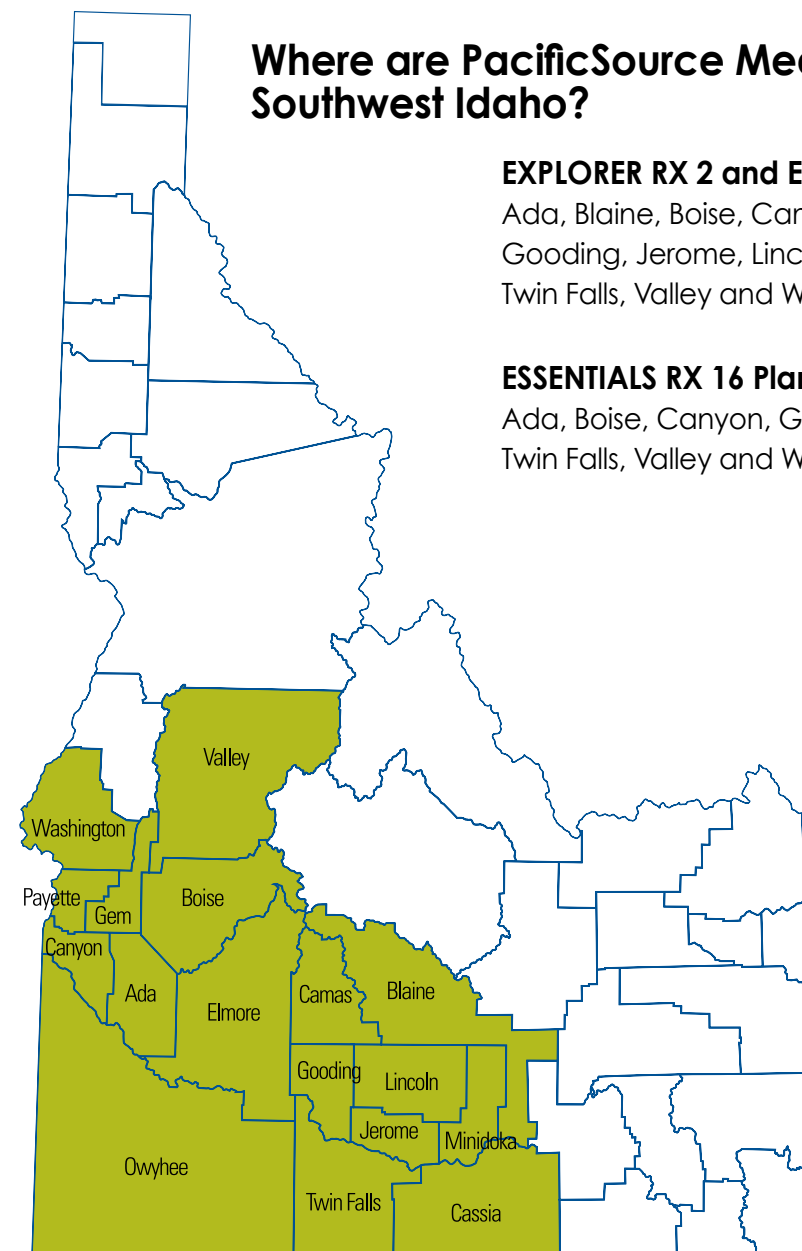 Where are PacificSource Me
Southwest Idaho?
EXPLORER RX 2 and E
Ada, Blaine, Boise, Ca
Gooding, Jerome, Linc
Twin Falls, Valley and W
ESSENTIALS RX 16 Pla
Ada, Boise, Canyon, G
Twin Falls, Valley and W
Valley
Washington
Payette
Gem
Boise
Canyon
Ada
Elmore
Camas
Blaine
Gooding
Lincoln
Jerome
Minidoka
Owyhee
Twin Falls
Cassia